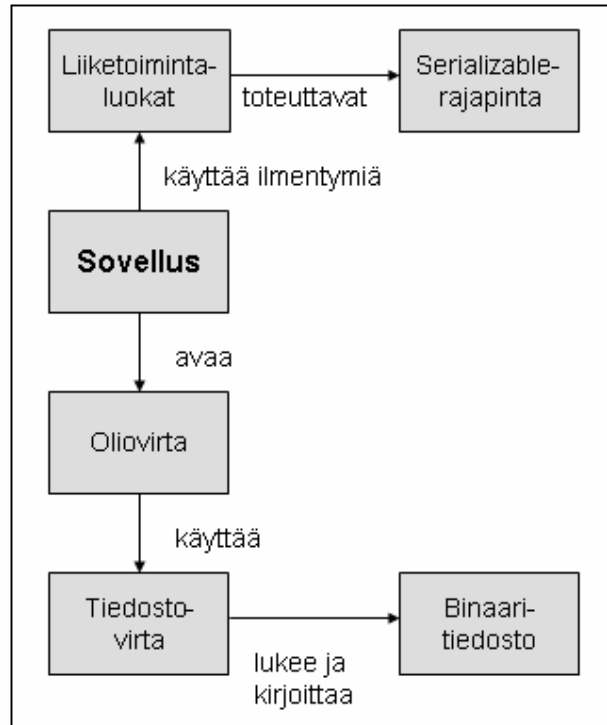 Liiketoiminta-
luokat
toteuttavat
Serializable-
rajapinta
käyttää ilmentymiä
Sovellus
avaa
Oliovirta
käyttää
Tiedosto-
virta
lukee ja
kirjoittaa
Binaari-
tiedosto